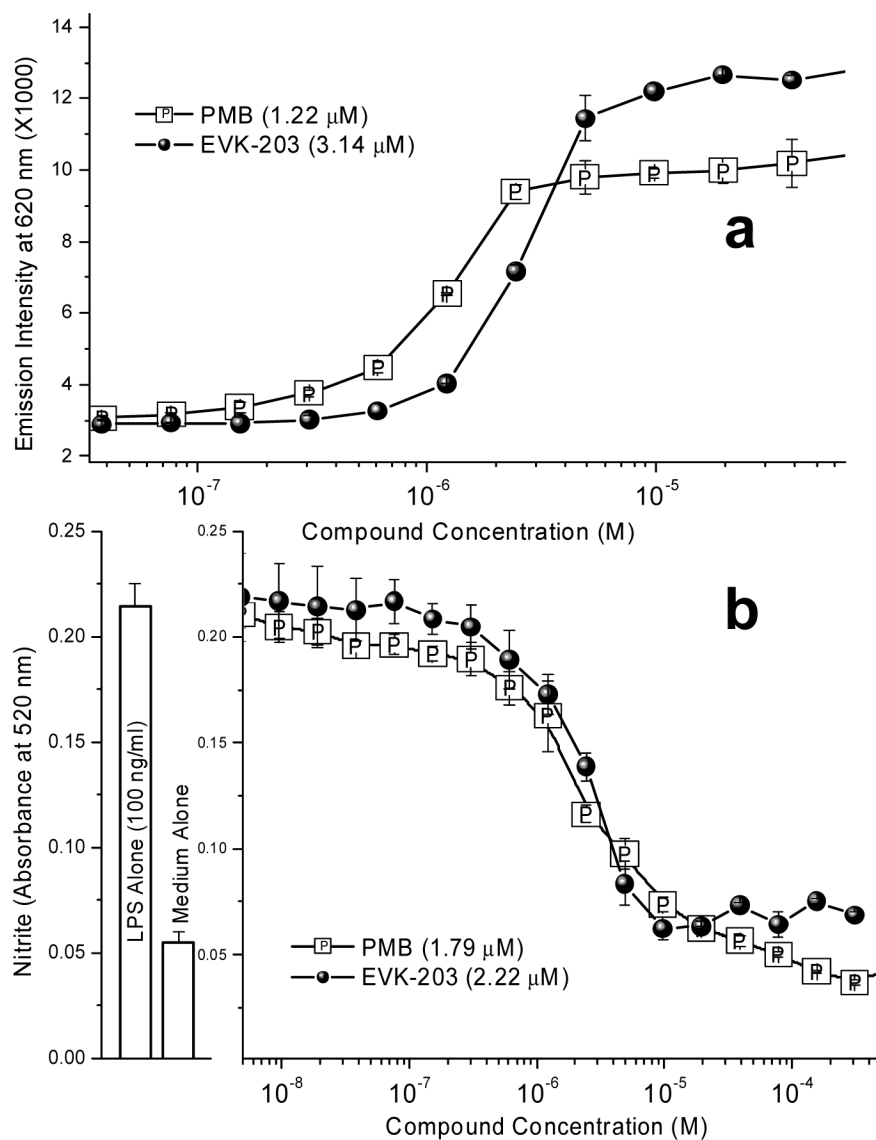 14
12
10
8
6
4
2
Emission Intensity at 620 nm (X1000)
PMB (1.22 μM)
EVK-203 (3.14 μM)
a
10⁻⁷
10⁻⁶
10⁻⁵
Compound Concentration (M)
0.25
0.20
0.15
0.10
0.05
0.00
Nitrite (Absorbance at 520 nm)
LPS Alone (100 ng/ml)
Medium Alone
0.25
0.20
0.15
0.10
0.05
b
PMB (1.79 μM)
EVK-203 (2.22 μM)
10⁻⁸
10⁻⁷
10⁻⁶
10⁻⁵
10⁻⁴
Compound Concentration (M)